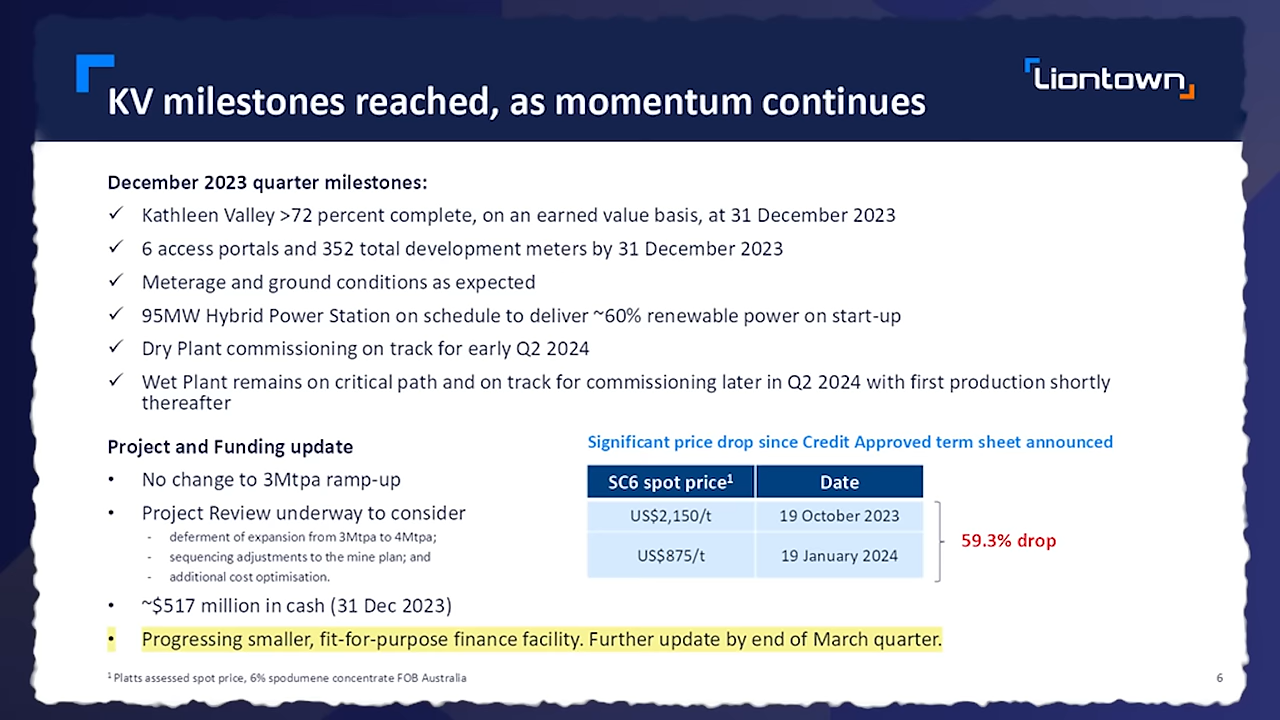 KV milestones reached, as momentum continues
Liontown
December 2023 quarter milestones:
✓ Kathleen Valley >72 percent complete, on an earned value basis, at 31 December 2023
✓ 6 access portals and 352 total development meters by 31 December 2023
✓ Meterage and ground conditions as expected
✓ 95MW Hybrid Power Station on schedule to deliver ~60% renewable power on start-up
✓ Dry Plant commissioning on track for early Q2 2024
✓ Wet Plant remains on critical path and on track for commissioning later in Q2 2024 with first production shortly
thereafter
Project and Funding update
• No change to 3Mtpa ramp-up
• Project Review underway to consider
- deferment of expansion from 3Mtpa to 4Mtpa;
- sequencing adjustments to the mine plan; and
- additional cost optimisation.
• ~$517 million in cash (31 Dec 2023)
• Progressing smaller, fit-for-purpose finance facility. Further update by end of March quarter.
Significant price drop since Credit Approved term sheet announced
SC6 spot price¹ Date
US$2,150/t 19 October 2023
US$875/t 19 January 2024
59.3% drop
¹ Platts assessed spot price, 6% spodumene concentrate FOB Australia
6